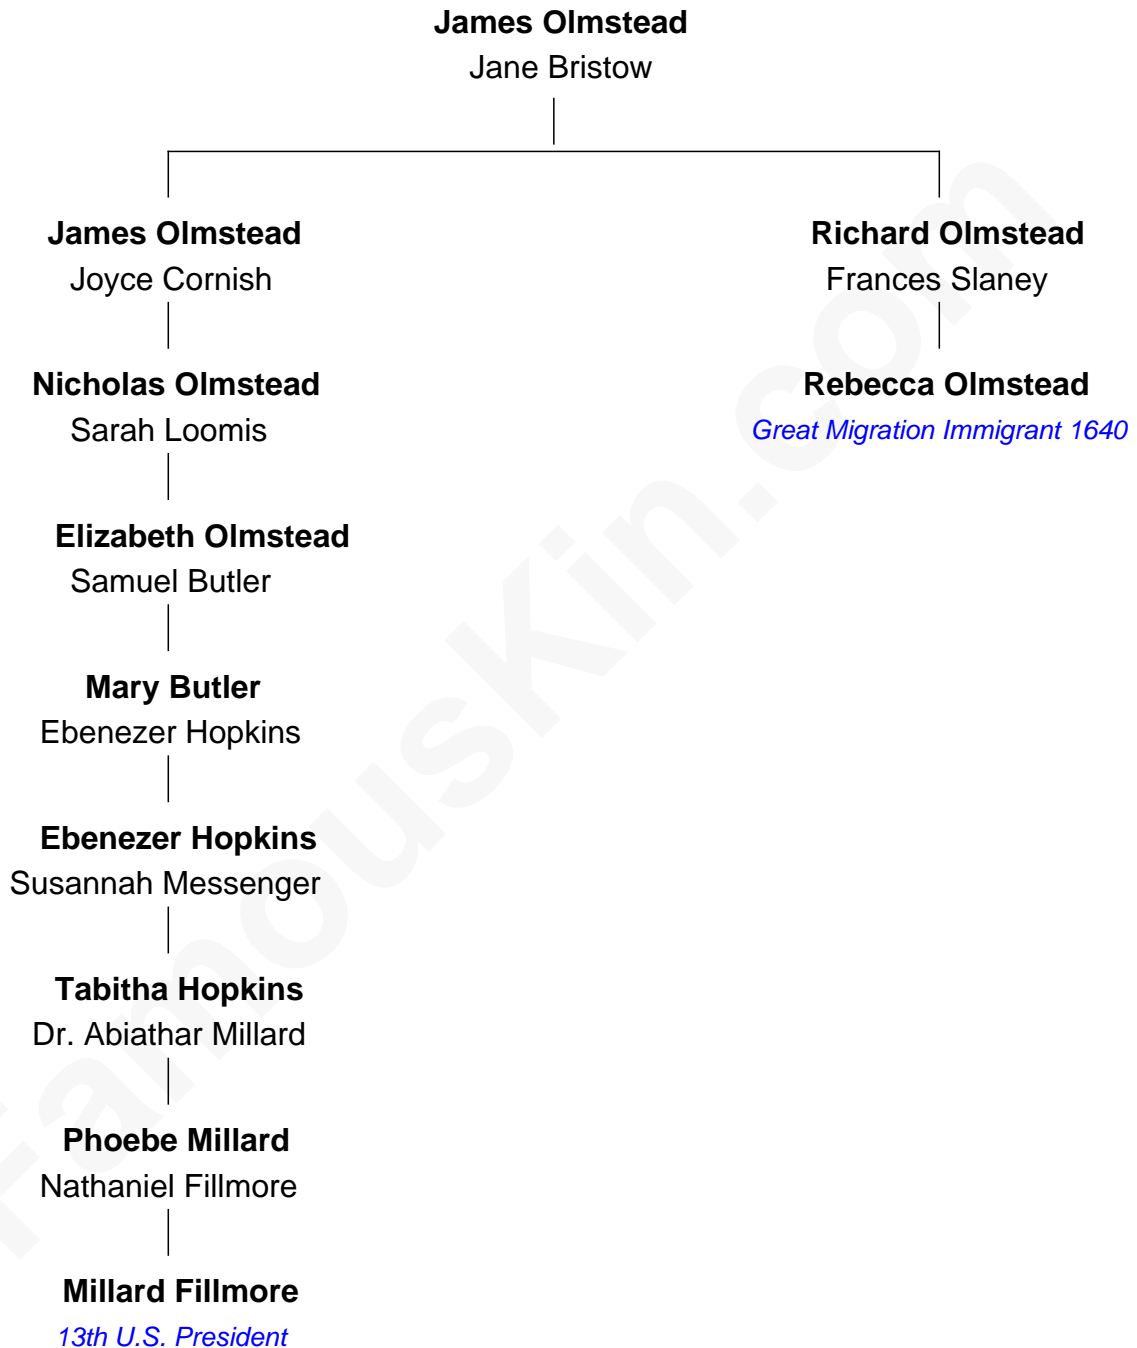 James Olmstead
Jane Bristow
James Olmstead
Joyce Cornish
Richard Olmstead
Frances Slaney
Nicholas Olmstead
Sarah Loomis
Rebecca Olmstead
Great Migration Immigrant 1640
Elizabeth Olmstead
Samuel Butler
Mary Butler
Ebenezer Hopkins
Ebenezer Hopkins
Susannah Messenger
Tabitha Hopkins
Dr. Abiathar Millard
Phoebe Millard
Nathaniel Fillmore
Millard Fillmore
13th U.S. President
FamousKin.com